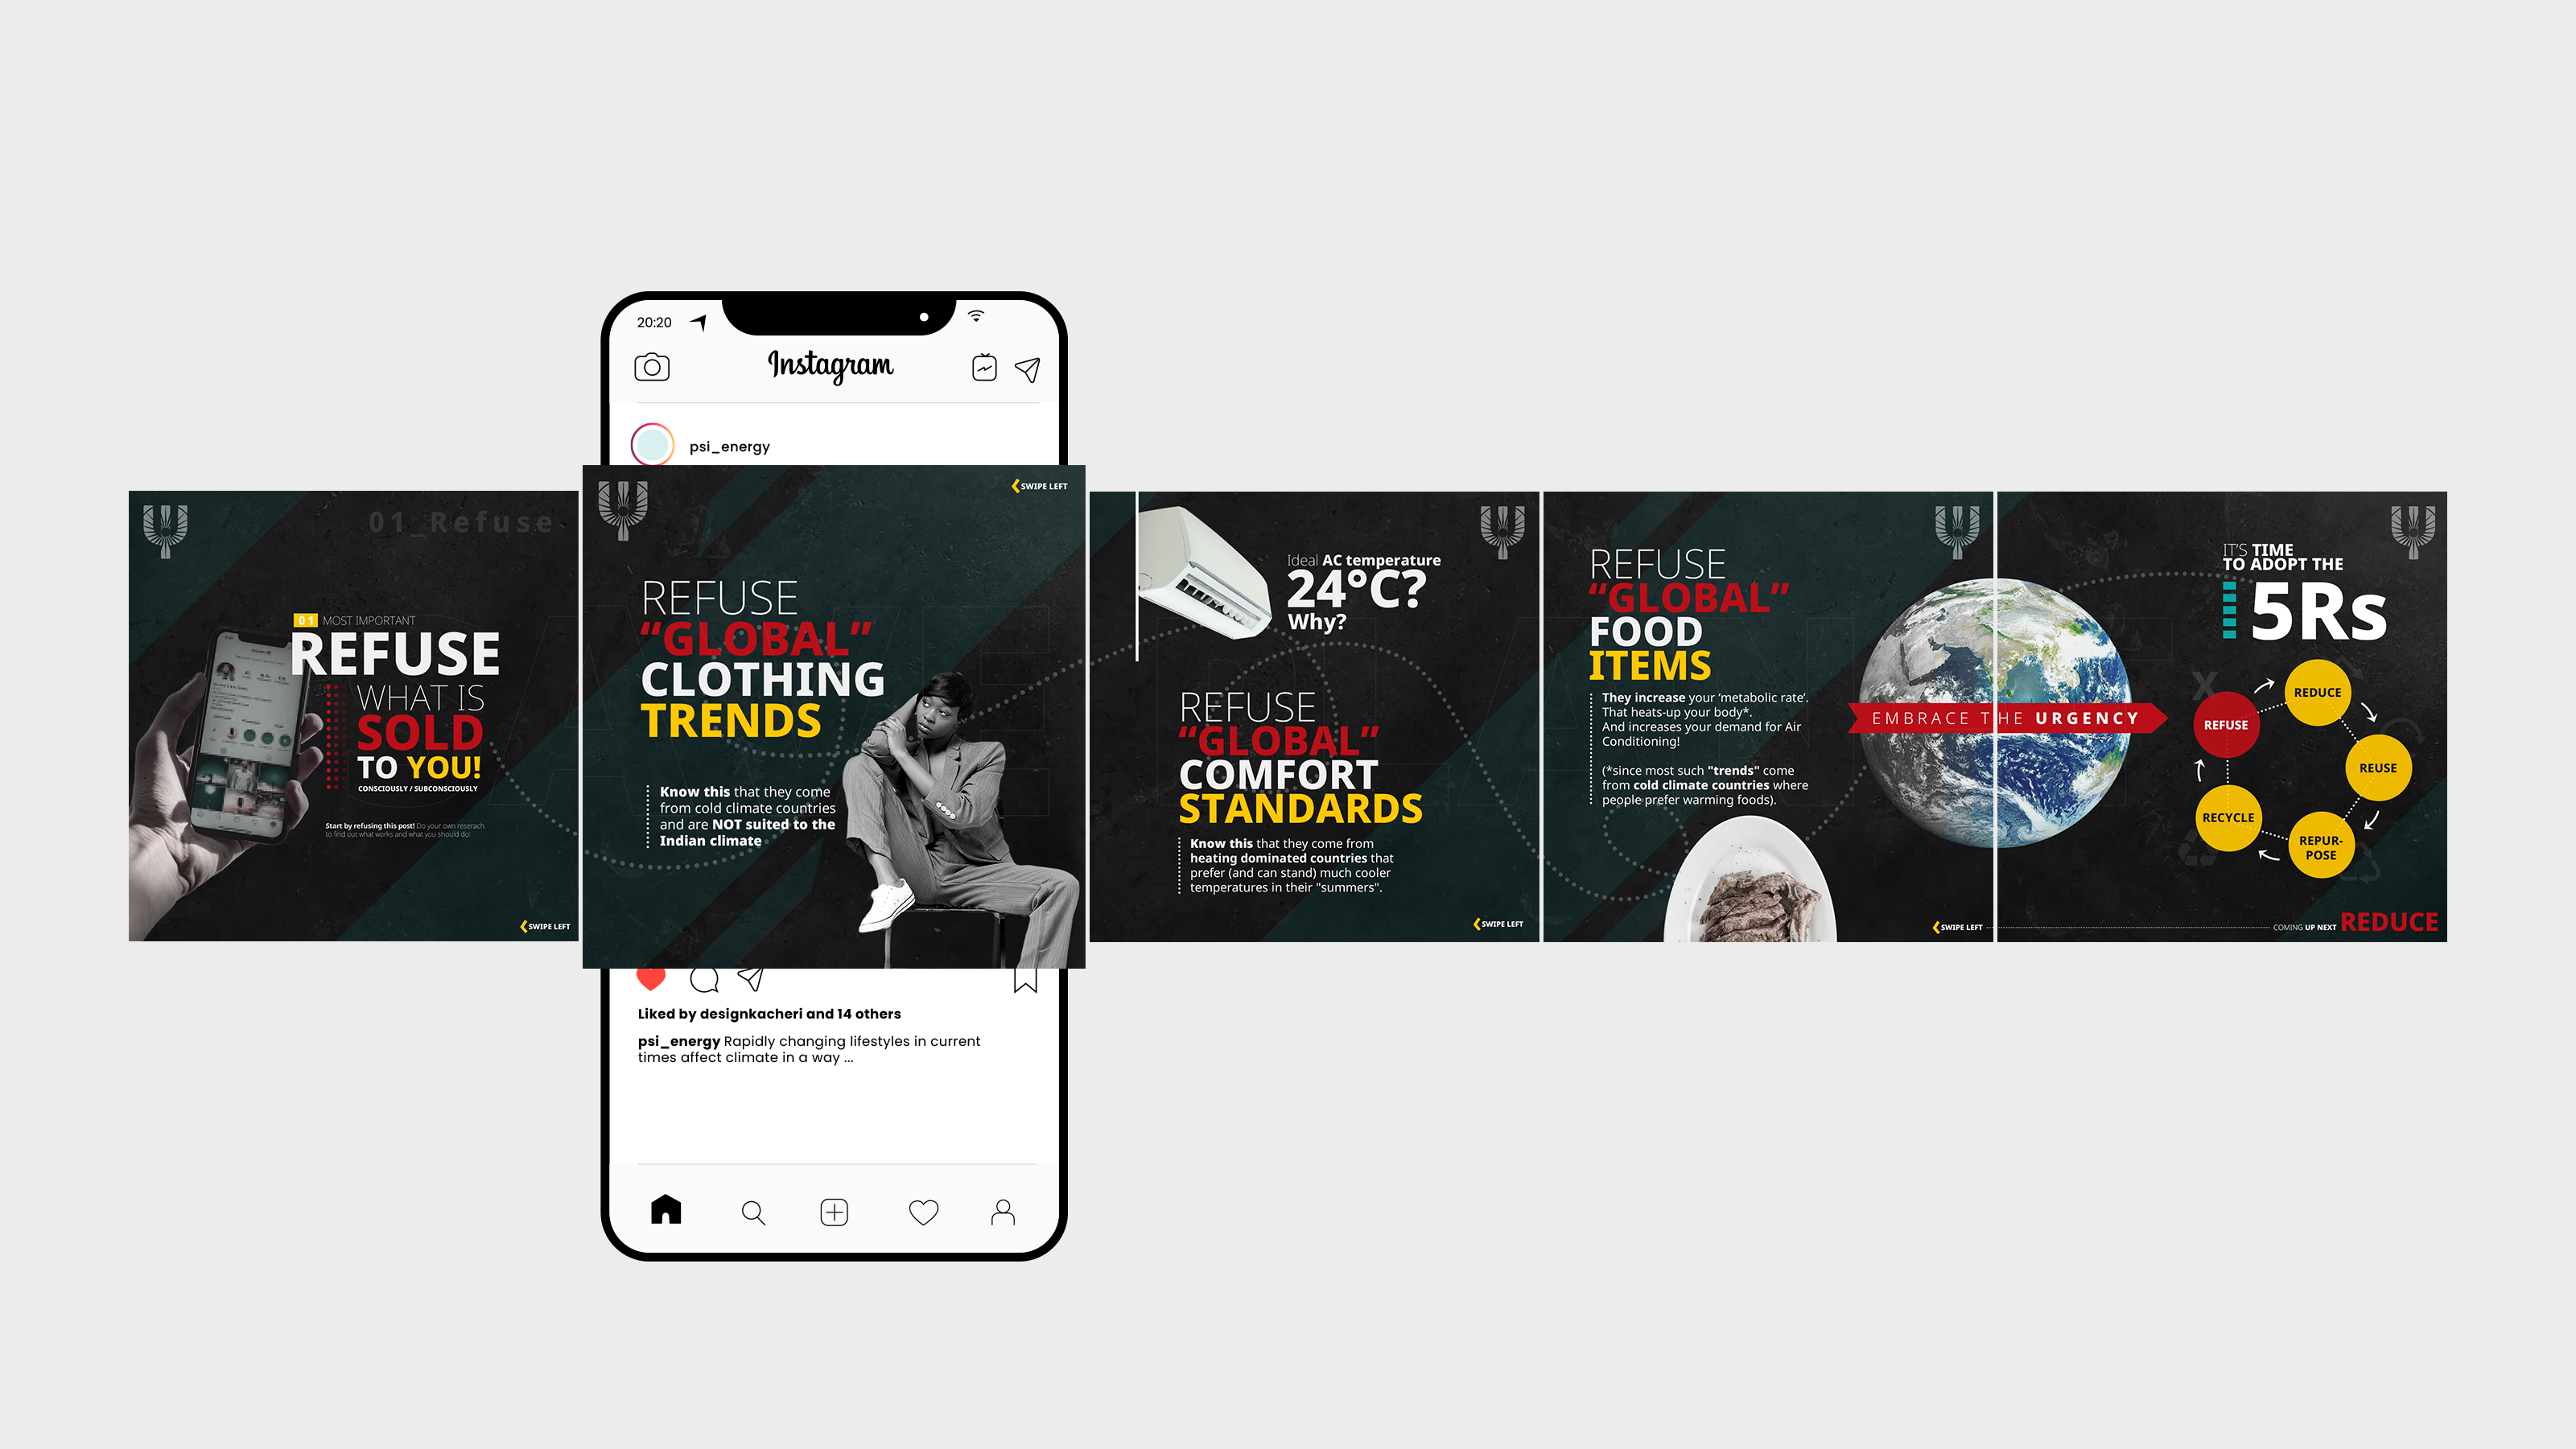 01_Refuse
01 MOST IMPORTANT
REFUSE
WHAT IS
SOLD
TO YOU!
CONSCIOUSLY / SUBCONSCIOUSLY
Start by refusing this post! Do your own reserach
to find out what works and what you should do!
SWIPE LEFT
20:20
Instagram
psi_energy
SWIPE LEFT
REFUSE
“GLOBAL”
CLOTHING
TRENDS
Know this that they come
from cold climate countries
and are NOT suited to the
Indian climate
Liked by designkacheri and 14 others
psi_energy Rapidly changing lifestyles in current
times affect climate in a way ...
Ideal AC temperature
24°C?
Why?
REFUSE
“GLOBAL”
COMFORT
STANDARDS
Know this that they come from
heating dominated countries that
prefer (and can stand) much cooler
temperatures in their "summers".
SWIPE LEFT
REFUSE
“GLOBAL”
FOOD
ITEMS
They increase your ‘metabolic rate’.
That heats-up your body*.
And increases your demand for Air
Conditioning!
(*since most such "trends" come
from cold climate countries where
people prefer warming foods).
EMBRACE THE URGENCY
SWIPE LEFT
IT'S TIME
TO ADOPT THE
5Rs
REDUCE
REFUSE
REUSE
RECYCLE
REPUR-
POSE
COMING UP NEXT REDUCE